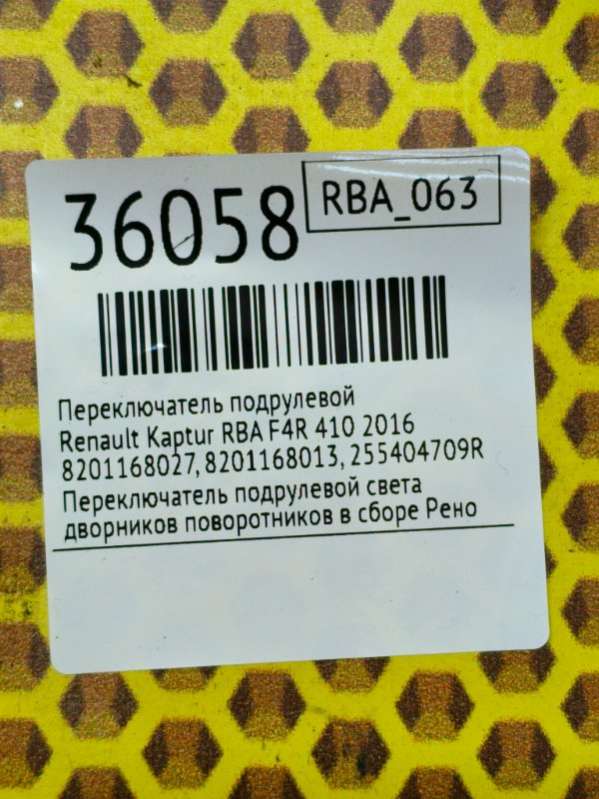 36058
RBA_063
Переключатель подрулевой
Renault Kaptur RBA F4R 410 2016
8201168027, 8201168013, 255404709R
Переключатель подрулевой света
дворников поворотников в сборе Рено